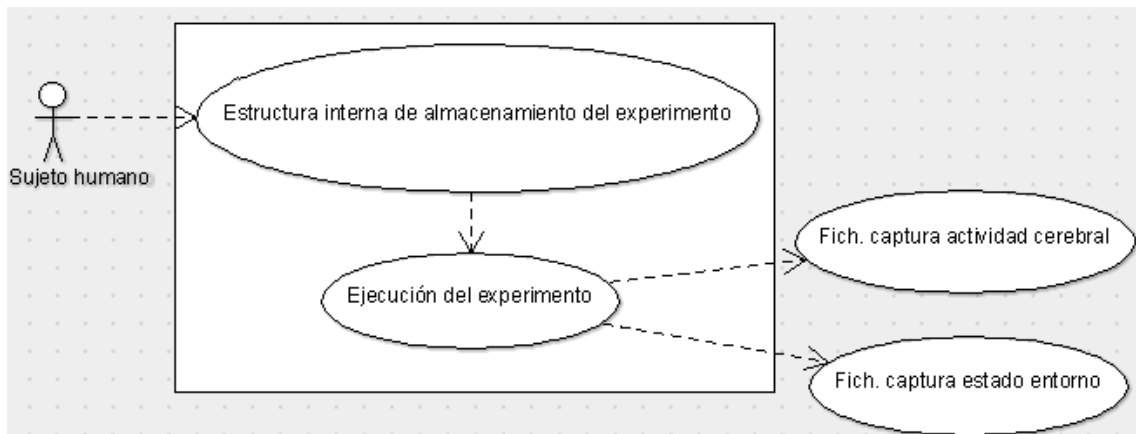 Estructura interna de almacenamiento del experimento
Sujeto humano
Fich. captura actividad cerebral
Ejecución del experimento
Fich. captura estado entorno